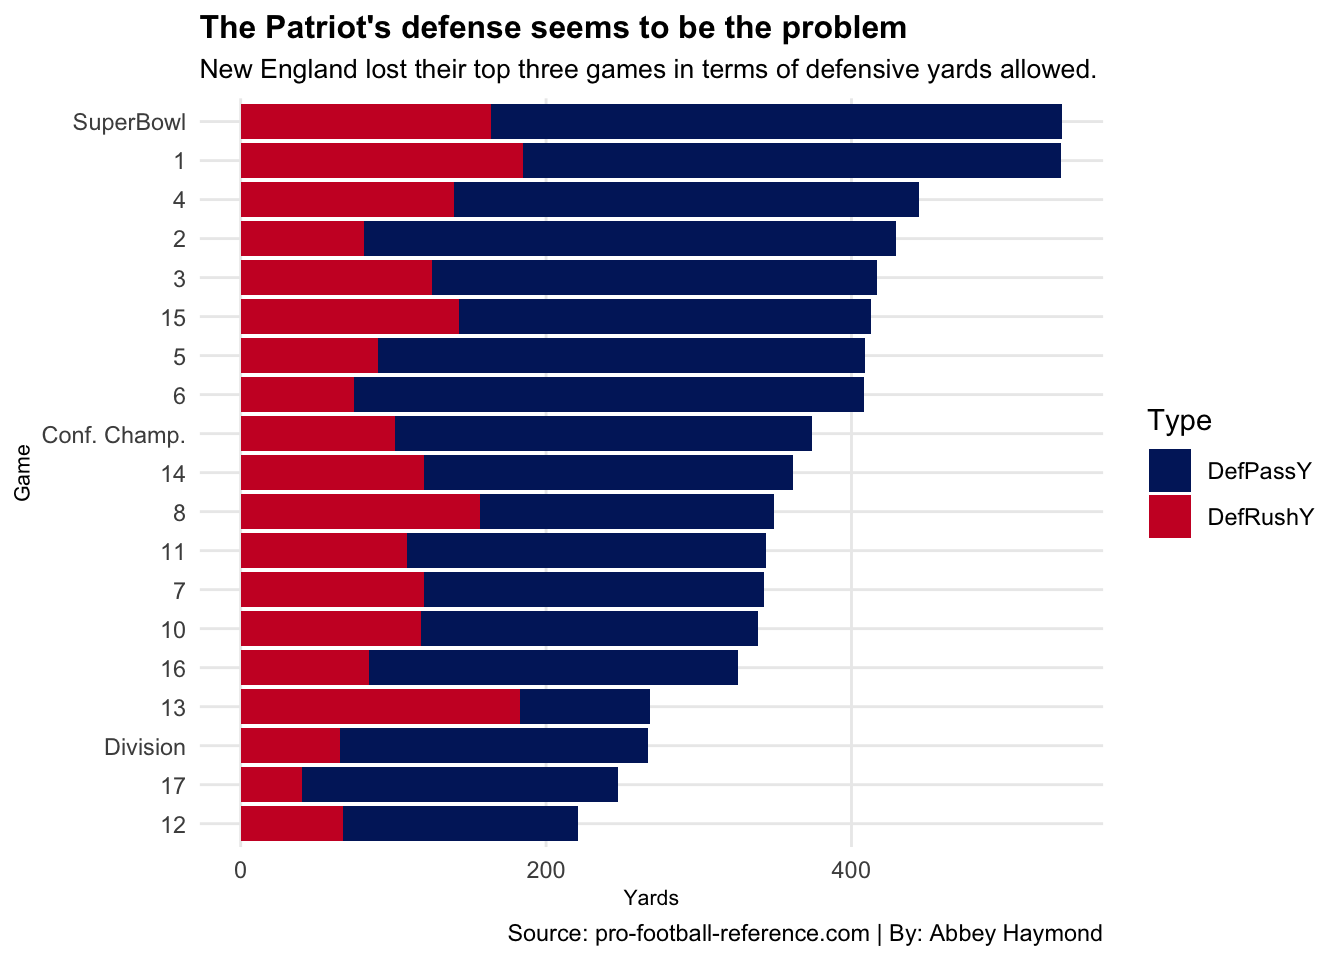 The Patriot's defense seems to be the problem
New England lost their top three games in terms of defensive yards allowed.
SuperBowl
1
4
2
3
15
5
6
Conf. Champ.
14
8
11
7
10
16
13
Division
17
12
Game
0 200 400
Yards
Type
DefPassY
DefRushY
Source: pro-football-reference.com | By: Abbey Haymond